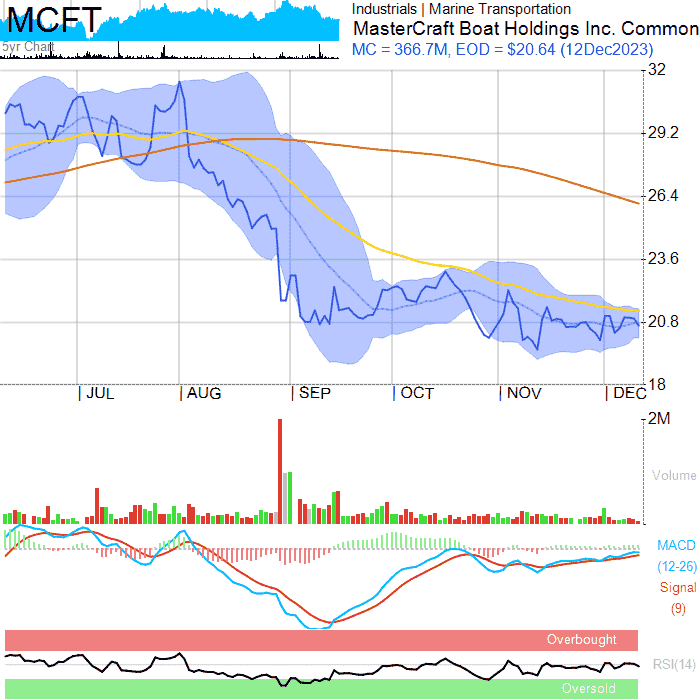 MCFT
5yr Chart
Industrials | Marine Transportation
MasterCraft Boat Holdings Inc. Common
MC = 366.7M, EOD = $20.64 (12Dec2023)
32
29.2
26.4
23.6
20.8
18
| JUL | AUG | SEP | OCT | NOV | DEC
2M
Volume
MACD
(12-26)
Signal
(9)
Overbought
RSI(14)
Oversold